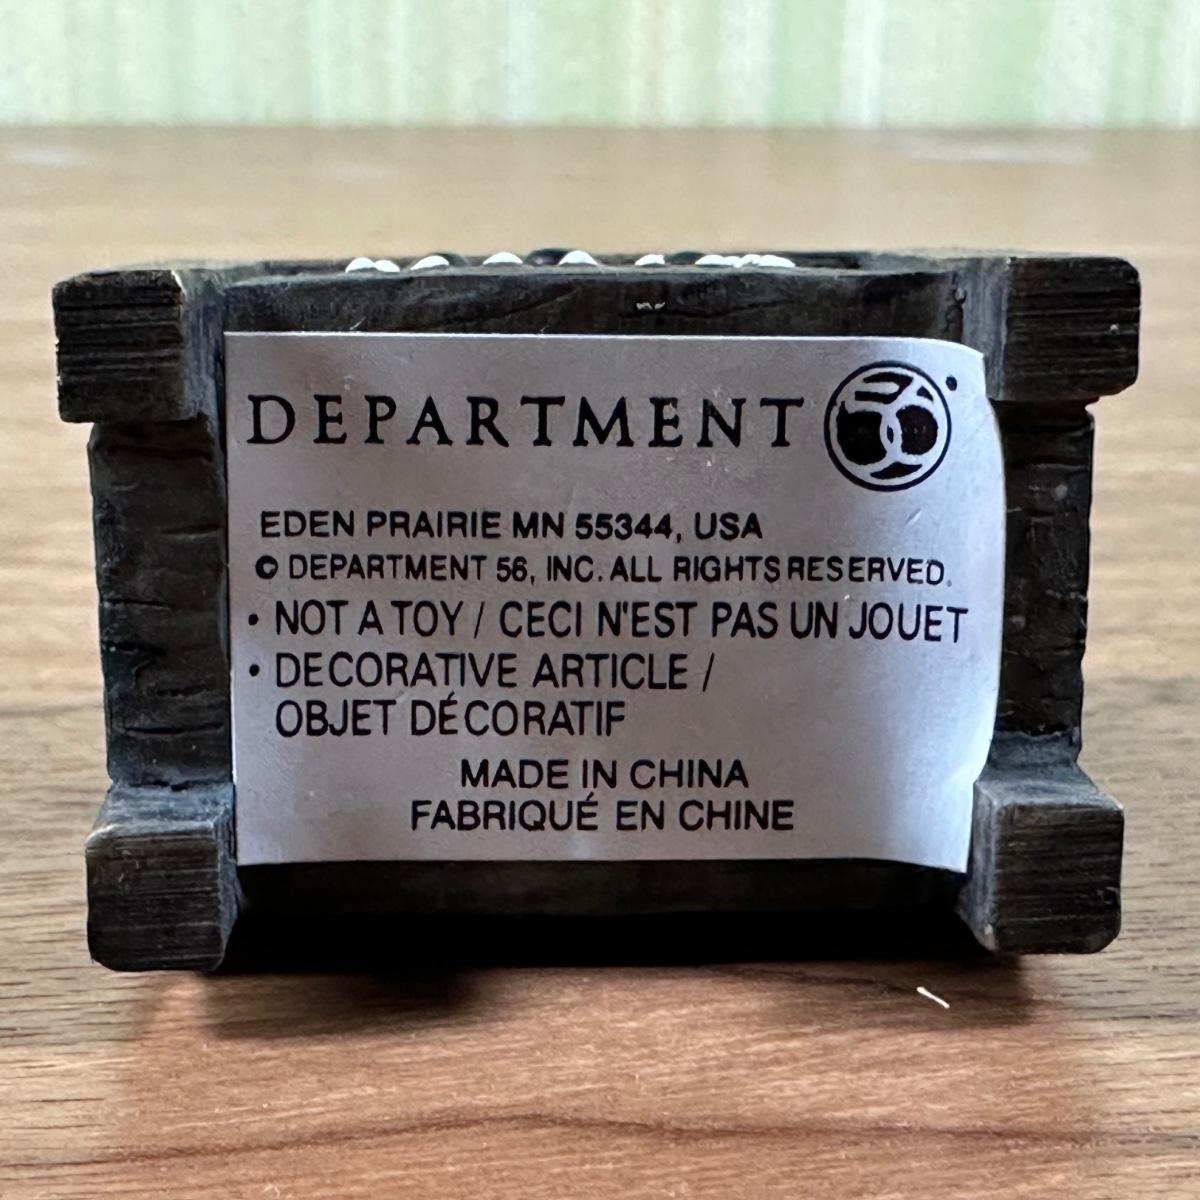 DEPARTMENT 56
EDEN PRAIRIE MN 55344, USA
© DEPARTMENT 56, INC. ALL RIGHTS RESERVED.
• NOT A TOY / CECI N'EST PAS UN JOUET
• DECORATIVE ARTICLE /
OBJET DÉCORATIF
MADE IN CHINA
FABRIQUÉ EN CHINE